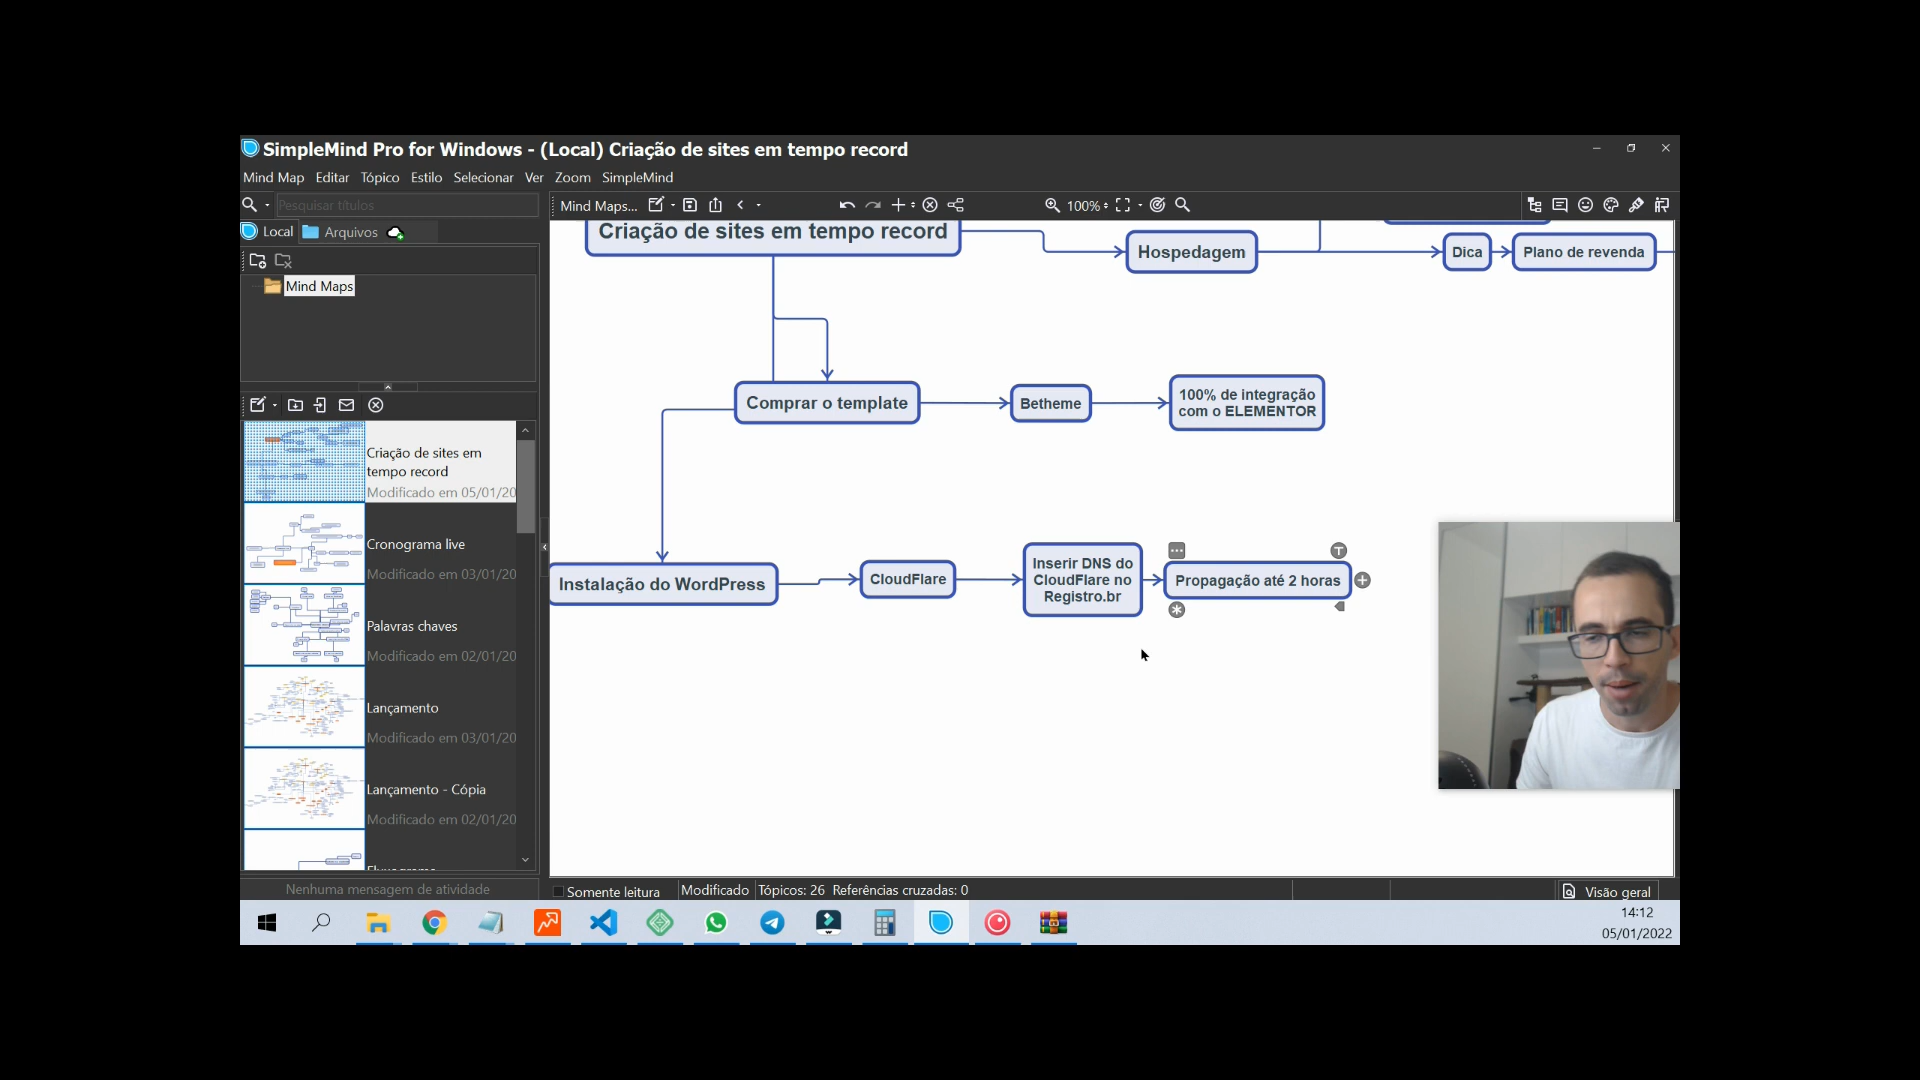 SimpleMind Pro for Windows - (Local) Criação de sites em tempo record
Mind Map Editar Tópico Estilo Selecionar Ver Zoom SimpleMind
Pesquisar títulos
Mind Maps...
100%
Local
Arquivos
Mind Maps
Criação de sites em
tempo record
Modificado em 05/01/20
Cronograma live
Modificado em 03/01/20
Palavras chaves
Modificado em 02/01/20
Lançamento
Modificado em 03/01/20
Lançamento - Cópia
Modificado em 02/01/20
Nenhuma mensagem de atividade
Criação de sites em tempo record
Hospedagem
Dica
Plano de revenda
Comprar o template
Betheme
100% de integração
com o ELEMENTOR
Instalação do WordPress
CloudFlare
Inserir DNS do
CloudFlare no
Registro.br
Propagação até 2 horas
Somente leitura
Modificado
Tópicos: 26 Referências cruzadas: 0
Visão geral
14:12
05/01/2022